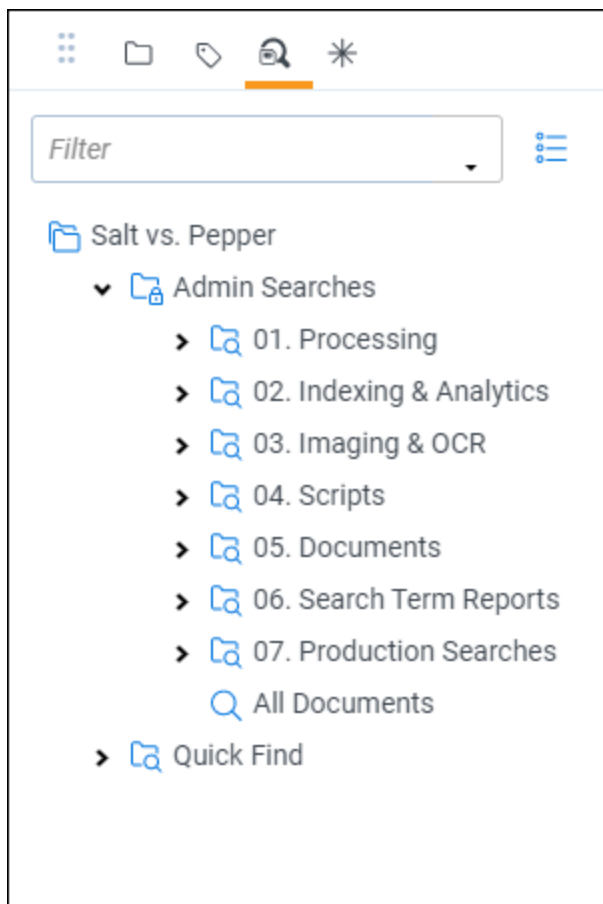 Filter
Salt vs. Pepper
Admin Searches
01. Processing
02. Indexing & Analytics
03. Imaging & OCR
04. Scripts
05. Documents
06. Search Term Reports
07. Production Searches
All Documents
Quick Find